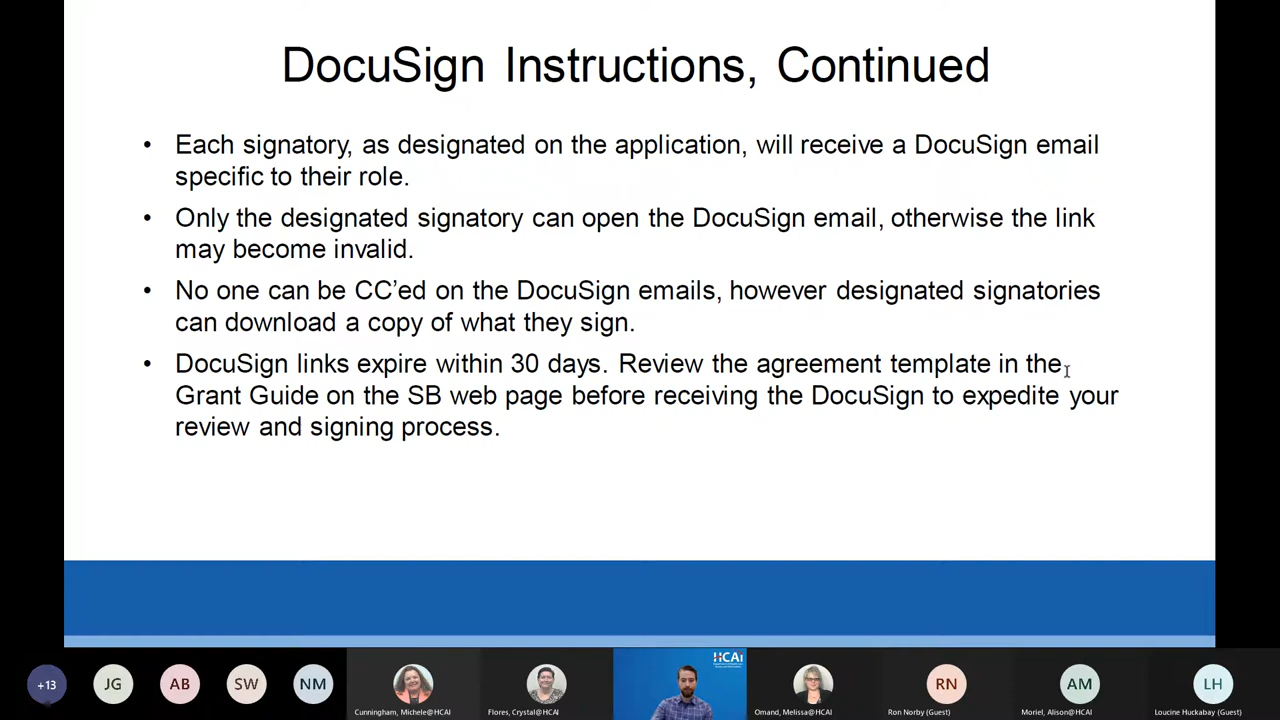 DocuSign Instructions, Continued
• Each signatory, as designated on the application, will receive a DocuSign email
specific to their role.
• Only the designated signatory can open the DocuSign email, otherwise the link
may become invalid.
• No one can be CC’ed on the DocuSign emails, however designated signatories
can download a copy of what they sign.
• DocuSign links expire within 30 days. Review the agreement template in the
Grant Guide on the SB web page before receiving the DocuSign to expedite your
review and signing process.
HCAI
+13 JG AB SW NM RN AM LH
Cunningham, Michele@HCAI Flores, Crystal@HCAI Omand, Melissa@HCAI Ron Norby (Guest) Moriel, Alison@HCAI Loucine Huckabay (Guest)